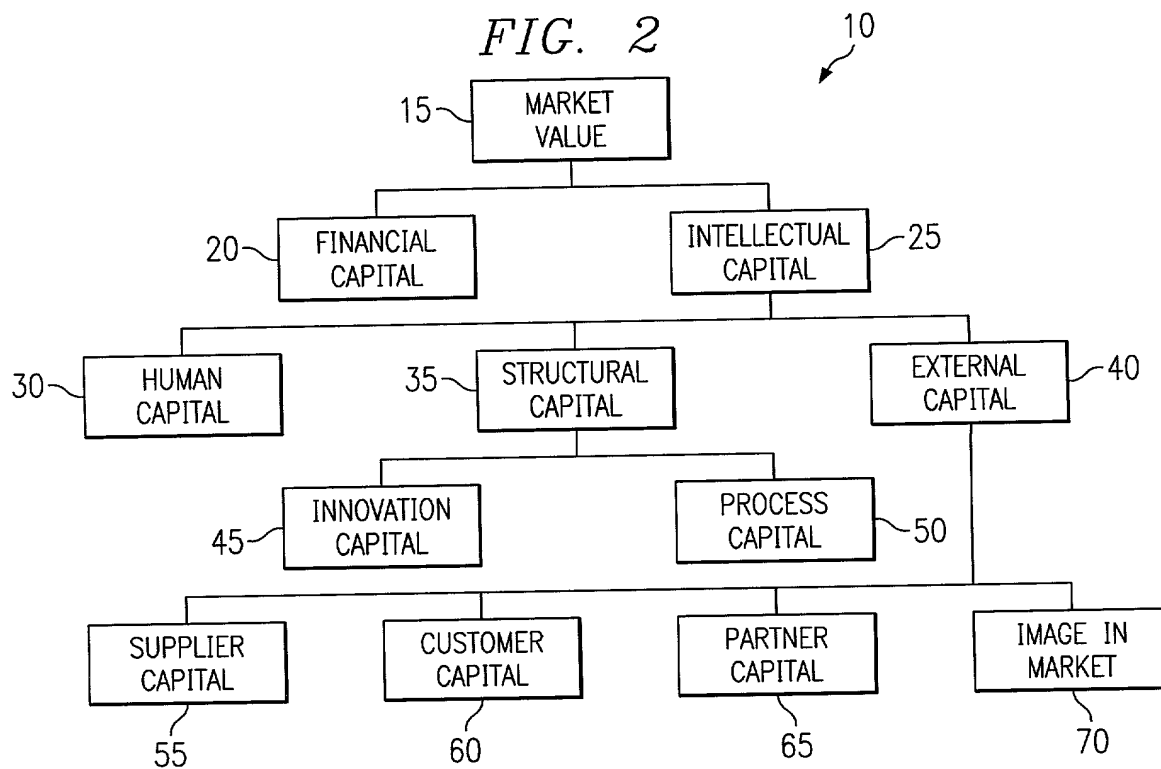 FIG. 2
10
15
MARKET
VALUE
20
FINANCIAL
CAPITAL
INTELLECTUAL
CAPITAL
25
30
HUMAN
CAPITAL
35
STRUCTURAL
CAPITAL
EXTERNAL
CAPITAL
40
45
INNOVATION
CAPITAL
PROCESS
CAPITAL
50
SUPPLIER
CAPITAL
55
CUSTOMER
CAPITAL
60
PARTNER
CAPITAL
65
IMAGE IN
MARKET
70